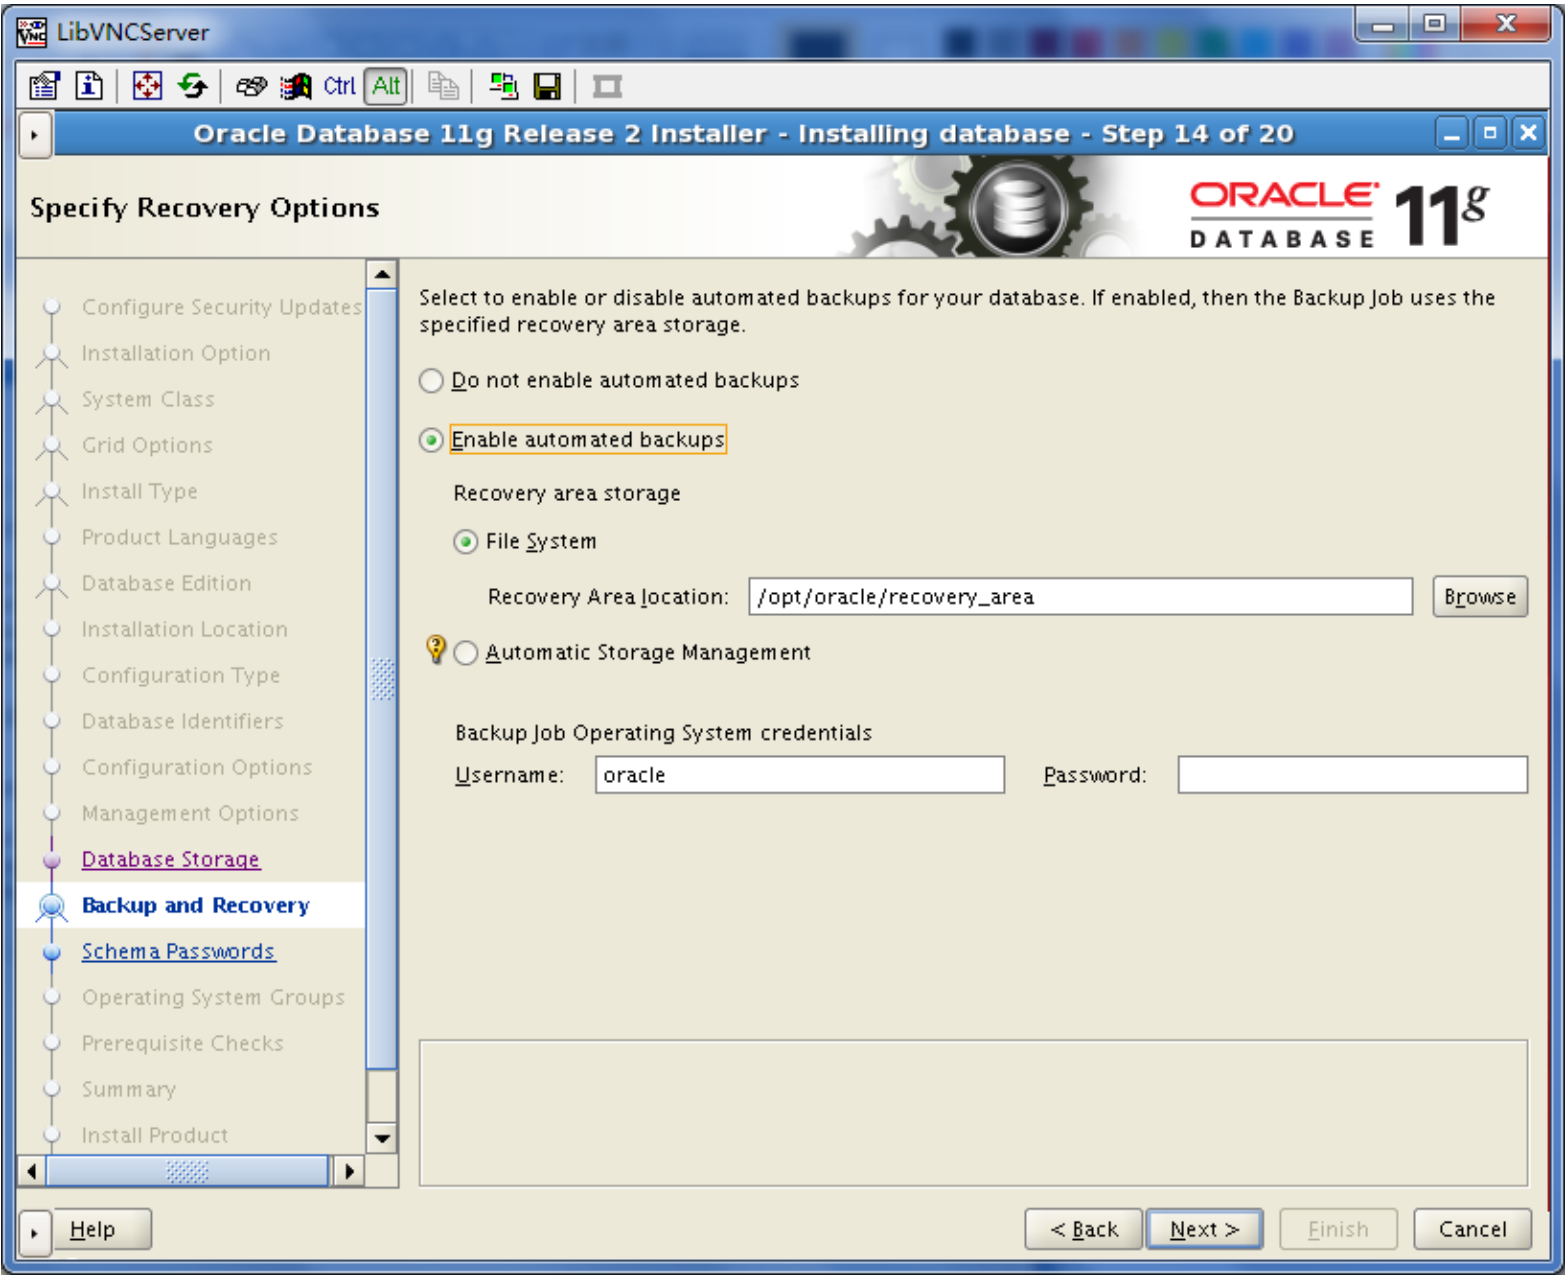 LibVNCServer
Ctrl Alt
Oracle Database 11g Release 2 Installer - Installing database - Step 14 of 20
Specify Recovery Options
ORACLE 11g
DATABASE
Configure Security Updates
Installation Option
System Class
Grid Options
Install Type
Product Languages
Database Edition
Installation Location
Configuration Type
Database Identifiers
Configuration Options
Management Options
Database Storage
Backup and Recovery
Schema Passwords
Operating System Groups
Prerequisite Checks
Summary
Install Product
Select to enable or disable automated backups for your database. If enabled, then the Backup Job uses the
specified recovery area storage.
Do not enable automated backups
Enable automated backups
Recovery area storage
File System
Recovery Area location: /opt/oracle/recovery_area Browse
Automatic Storage Management
Backup Job Operating System credentials
Username: oracle Password:
Help < Back Next > Finish Cancel